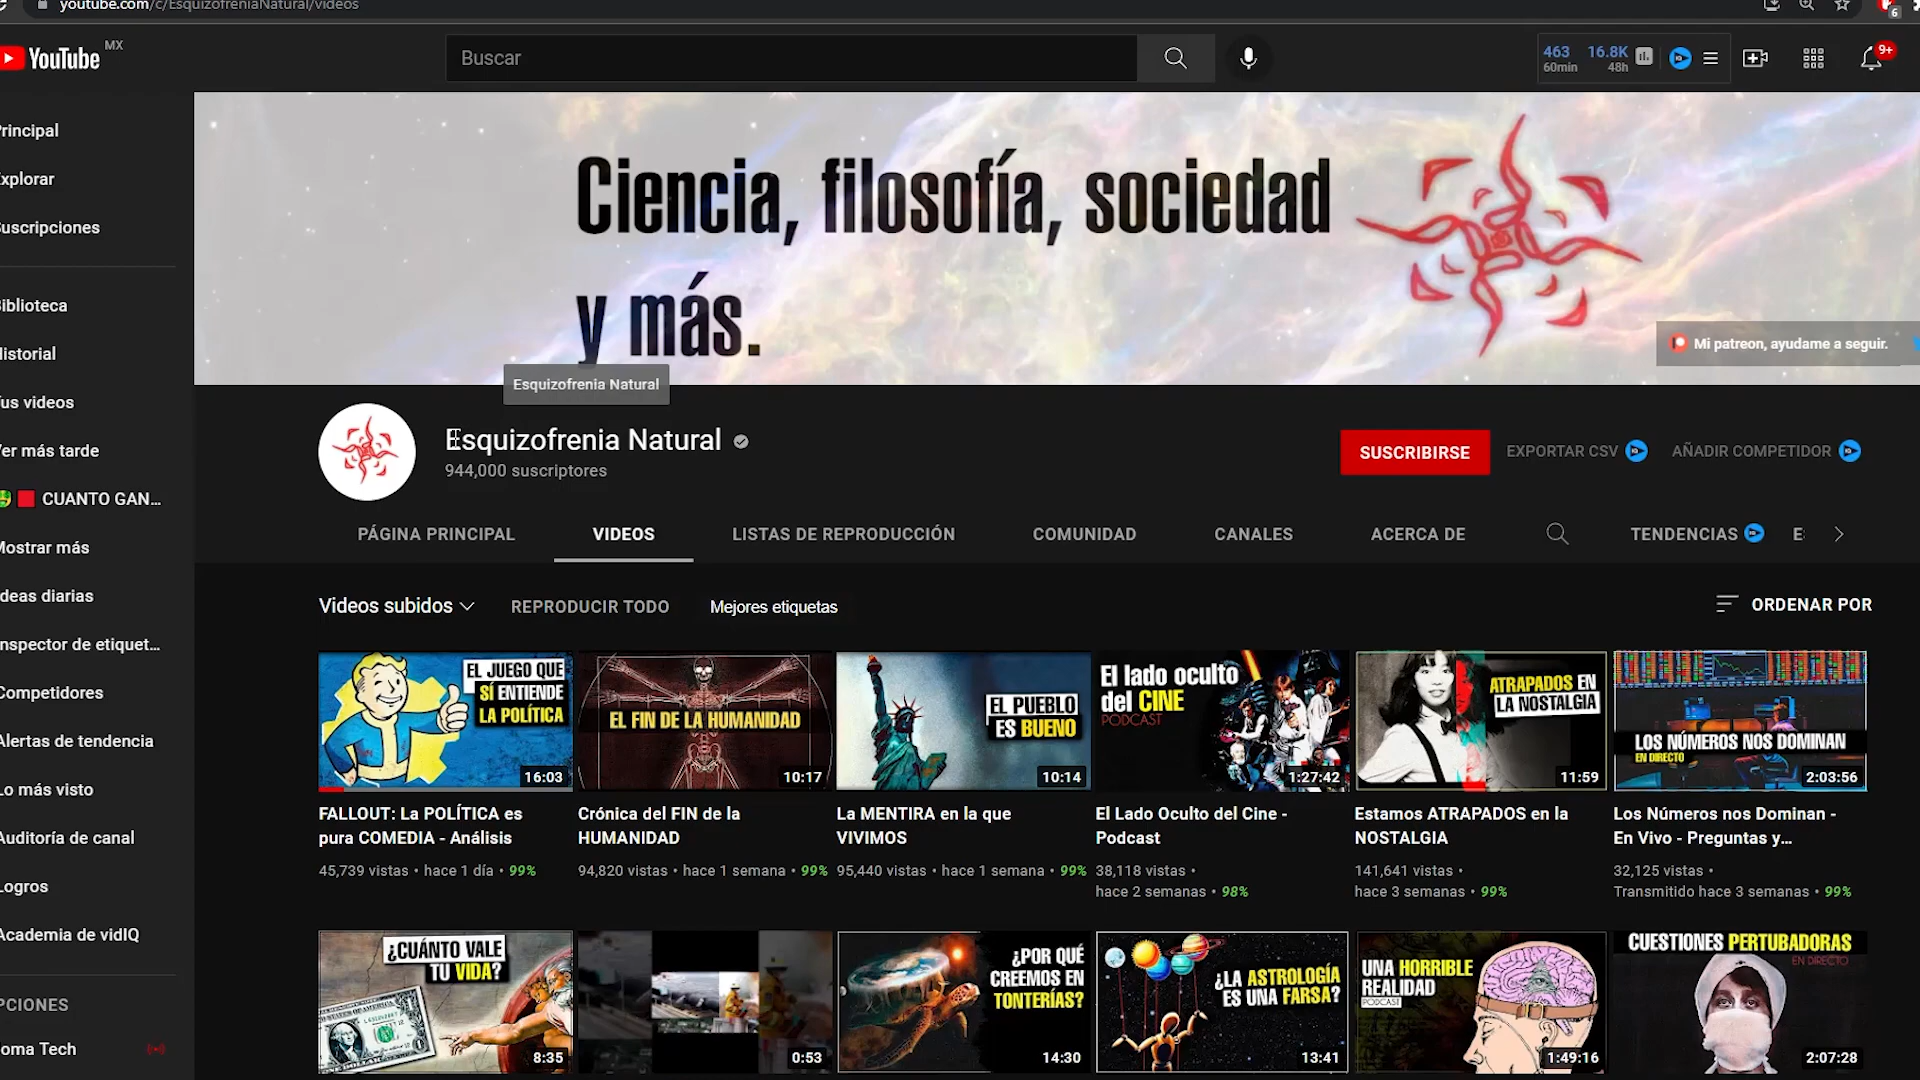 youtube.com/c/EsquizofreniaNatural/videos
6
YouTube MX
Buscar
463 16.8K
60min 48h
9+
rincipal
xplorar
uscripciones
iblioteca
istorial
us videos
er más tarde
CUANTO GAN...
Mostrar más
deas diarias
nspector de etiquet...
Competidores
Alertas de tendencia
Lo más visto
Auditoría de canal
Logros
Academia de vidIQ
PCIONES
oma Tech
Ciencia, filosofía, sociedad
y más.
Mi patreon, ayudame a seguir.
Esquizofrenia Natural
Esquizofrenia Natural
944,000 suscriptores
SUSCRIBIRSE
EXPORTAR CSV
AÑADIR COMPETIDOR
PÁGINA PRINCIPAL
VIDEOS
LISTAS DE REPRODUCCIÓN
COMUNIDAD
CANALES
ACERCA DE
TENDENCIAS
E
Videos subidos
REPRODUCIR TODO
Mejores etiquetas
ORDENAR POR
EL JUEGO QUE
SÍ ENTIENDE
LA POLÍTICA
16:03
FALLOUT: La POLÍTICA es
pura COMEDIA - Análisis
45,739 vistas • hace 1 día • 99%
EL FIN DE LA HUMANIDAD
10:17
Crónica del FIN de la
HUMANIDAD
94,820 vistas • hace 1 semana • 99%
EL PUEBLO
ES BUENO
10:14
La MENTIRA en la que
VIVIMOS
95,440 vistas • hace 1 semana • 99%
El lado oculto
del CINE
PODCAST
1:27:42
El Lado Oculto del Cine -
Podcast
38,118 vistas •
hace 2 semanas • 98%
ATRAPADOS EN
LA NOSTALGIA
11:59
Estamos ATRAPADOS en la
NOSTALGIA
141,641 vistas •
hace 3 semanas • 99%
LOS NÚMEROS NOS DOMINAN
EN DIRECTO
2:03:56
Los Números nos Dominan -
En Vivo - Preguntas y...
32,125 vistas •
Transmitido hace 3 semanas • 99%
¿CUÁNTO VALE
TU VIDA?
8:35
0:53
¿POR QUÉ
CREEMOS EN
TONTERÍAS?
14:30
¿LA ASTROLOGÍA
ES UNA FARSA?
13:41
UNA HORRIBLE
REALIDAD
PODCAST
1:49:16
CUESTIONES PERTUBADORAS
EN DIRECTO
2:07:28